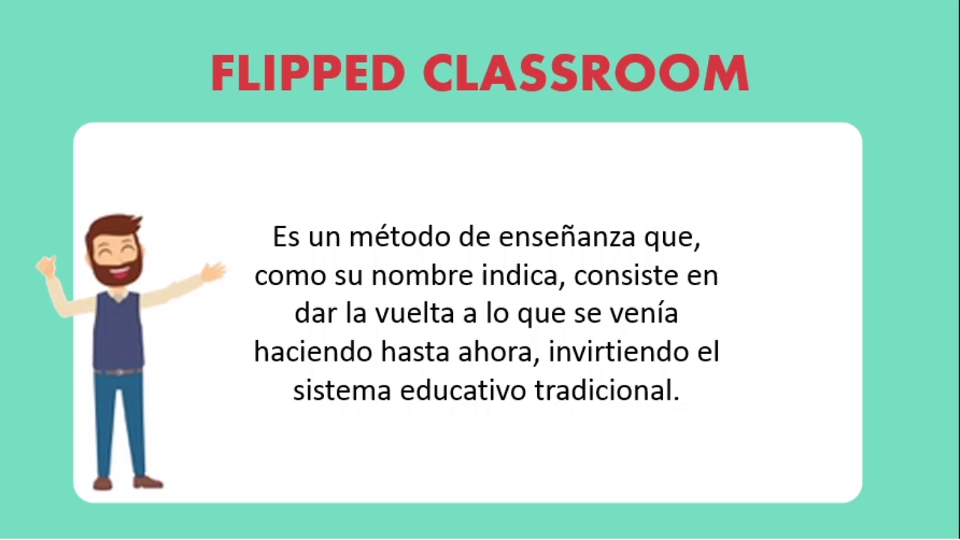 FLIPPED CLASSROOM
Es un método de enseñanza que,
como su nombre indica, consiste en
dar la vuelta a lo que se venía
haciendo hasta ahora, invirtiendo el
sistema educativo tradicional.